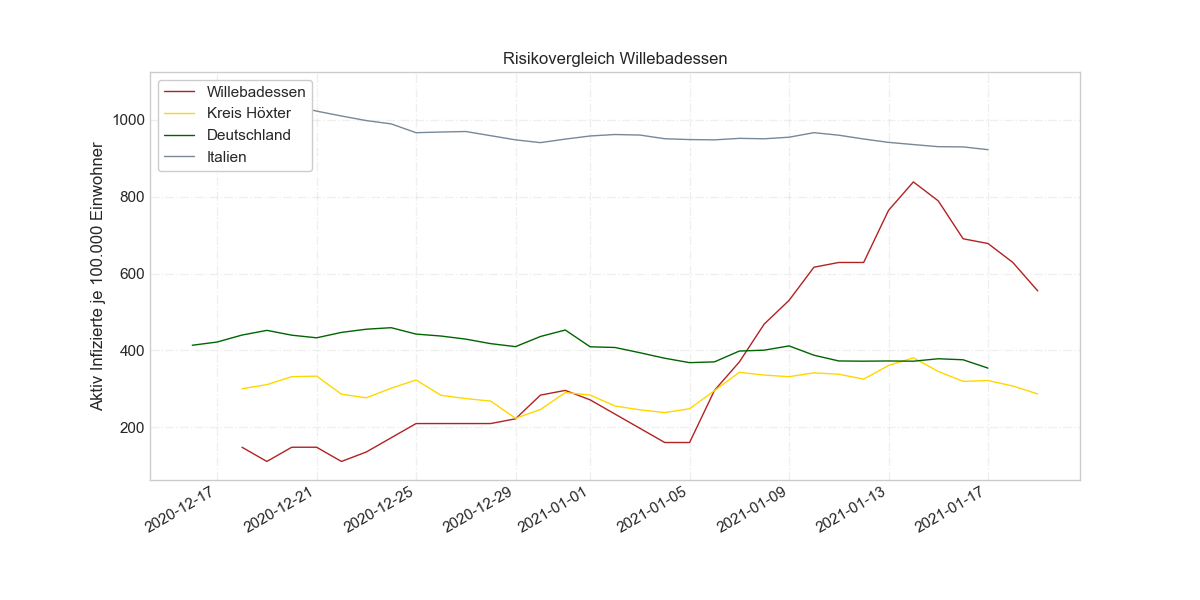 Risikovergleich Willebadessen
Willebadessen
Kreis Höxter
Deutschland
Italien
Aktiv Infizierte je 100.000 Einwohner
1000
800
600
400
200
2020-12-17
2020-12-21
2020-12-25
2020-12-29
2021-01-01
2021-01-05
2021-01-09
2021-01-13
2021-01-17